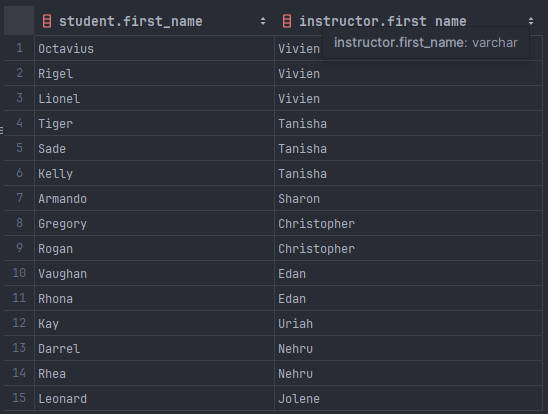 student.first_name instructor.first_name
instructor.first_name: varchar
1 Octavius Vivien
2 Rigel Vivien
3 Lionel Vivien
4 Tiger Tanisha
5 Sade Tanisha
6 Kelly Tanisha
7 Armando Sharon
8 Gregory Christopher
9 Rogan Christopher
10 Vaughan Edan
11 Rhona Edan
12 Kay Uriah
13 Darrel Nehru
14 Rhea Nehru
15 Leonard Jolene